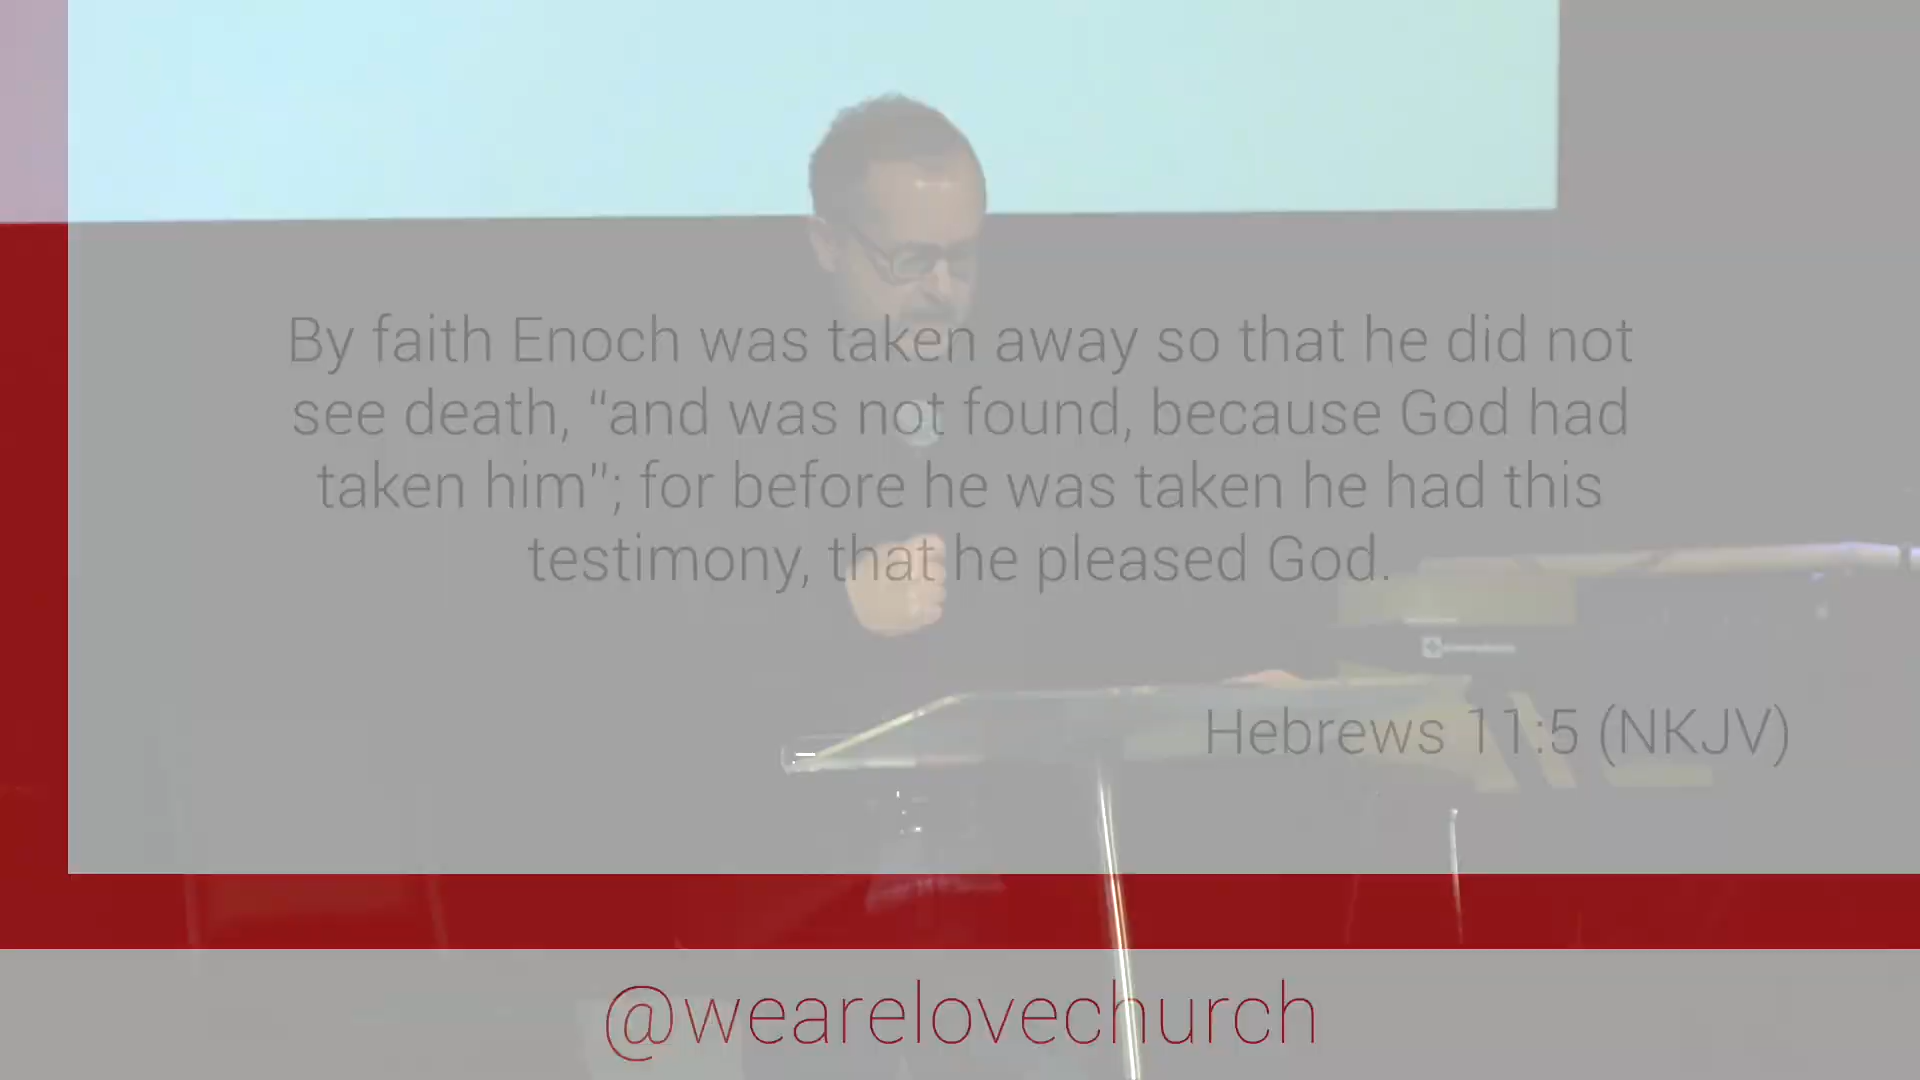 By faith Enoch was taken away so that he did not
see death, “and was not found, because God had
taken him”; for before he was taken he had this
testimony, that he pleased God.
Hebrews 11:5 (NKJV)
@wearelovechurch